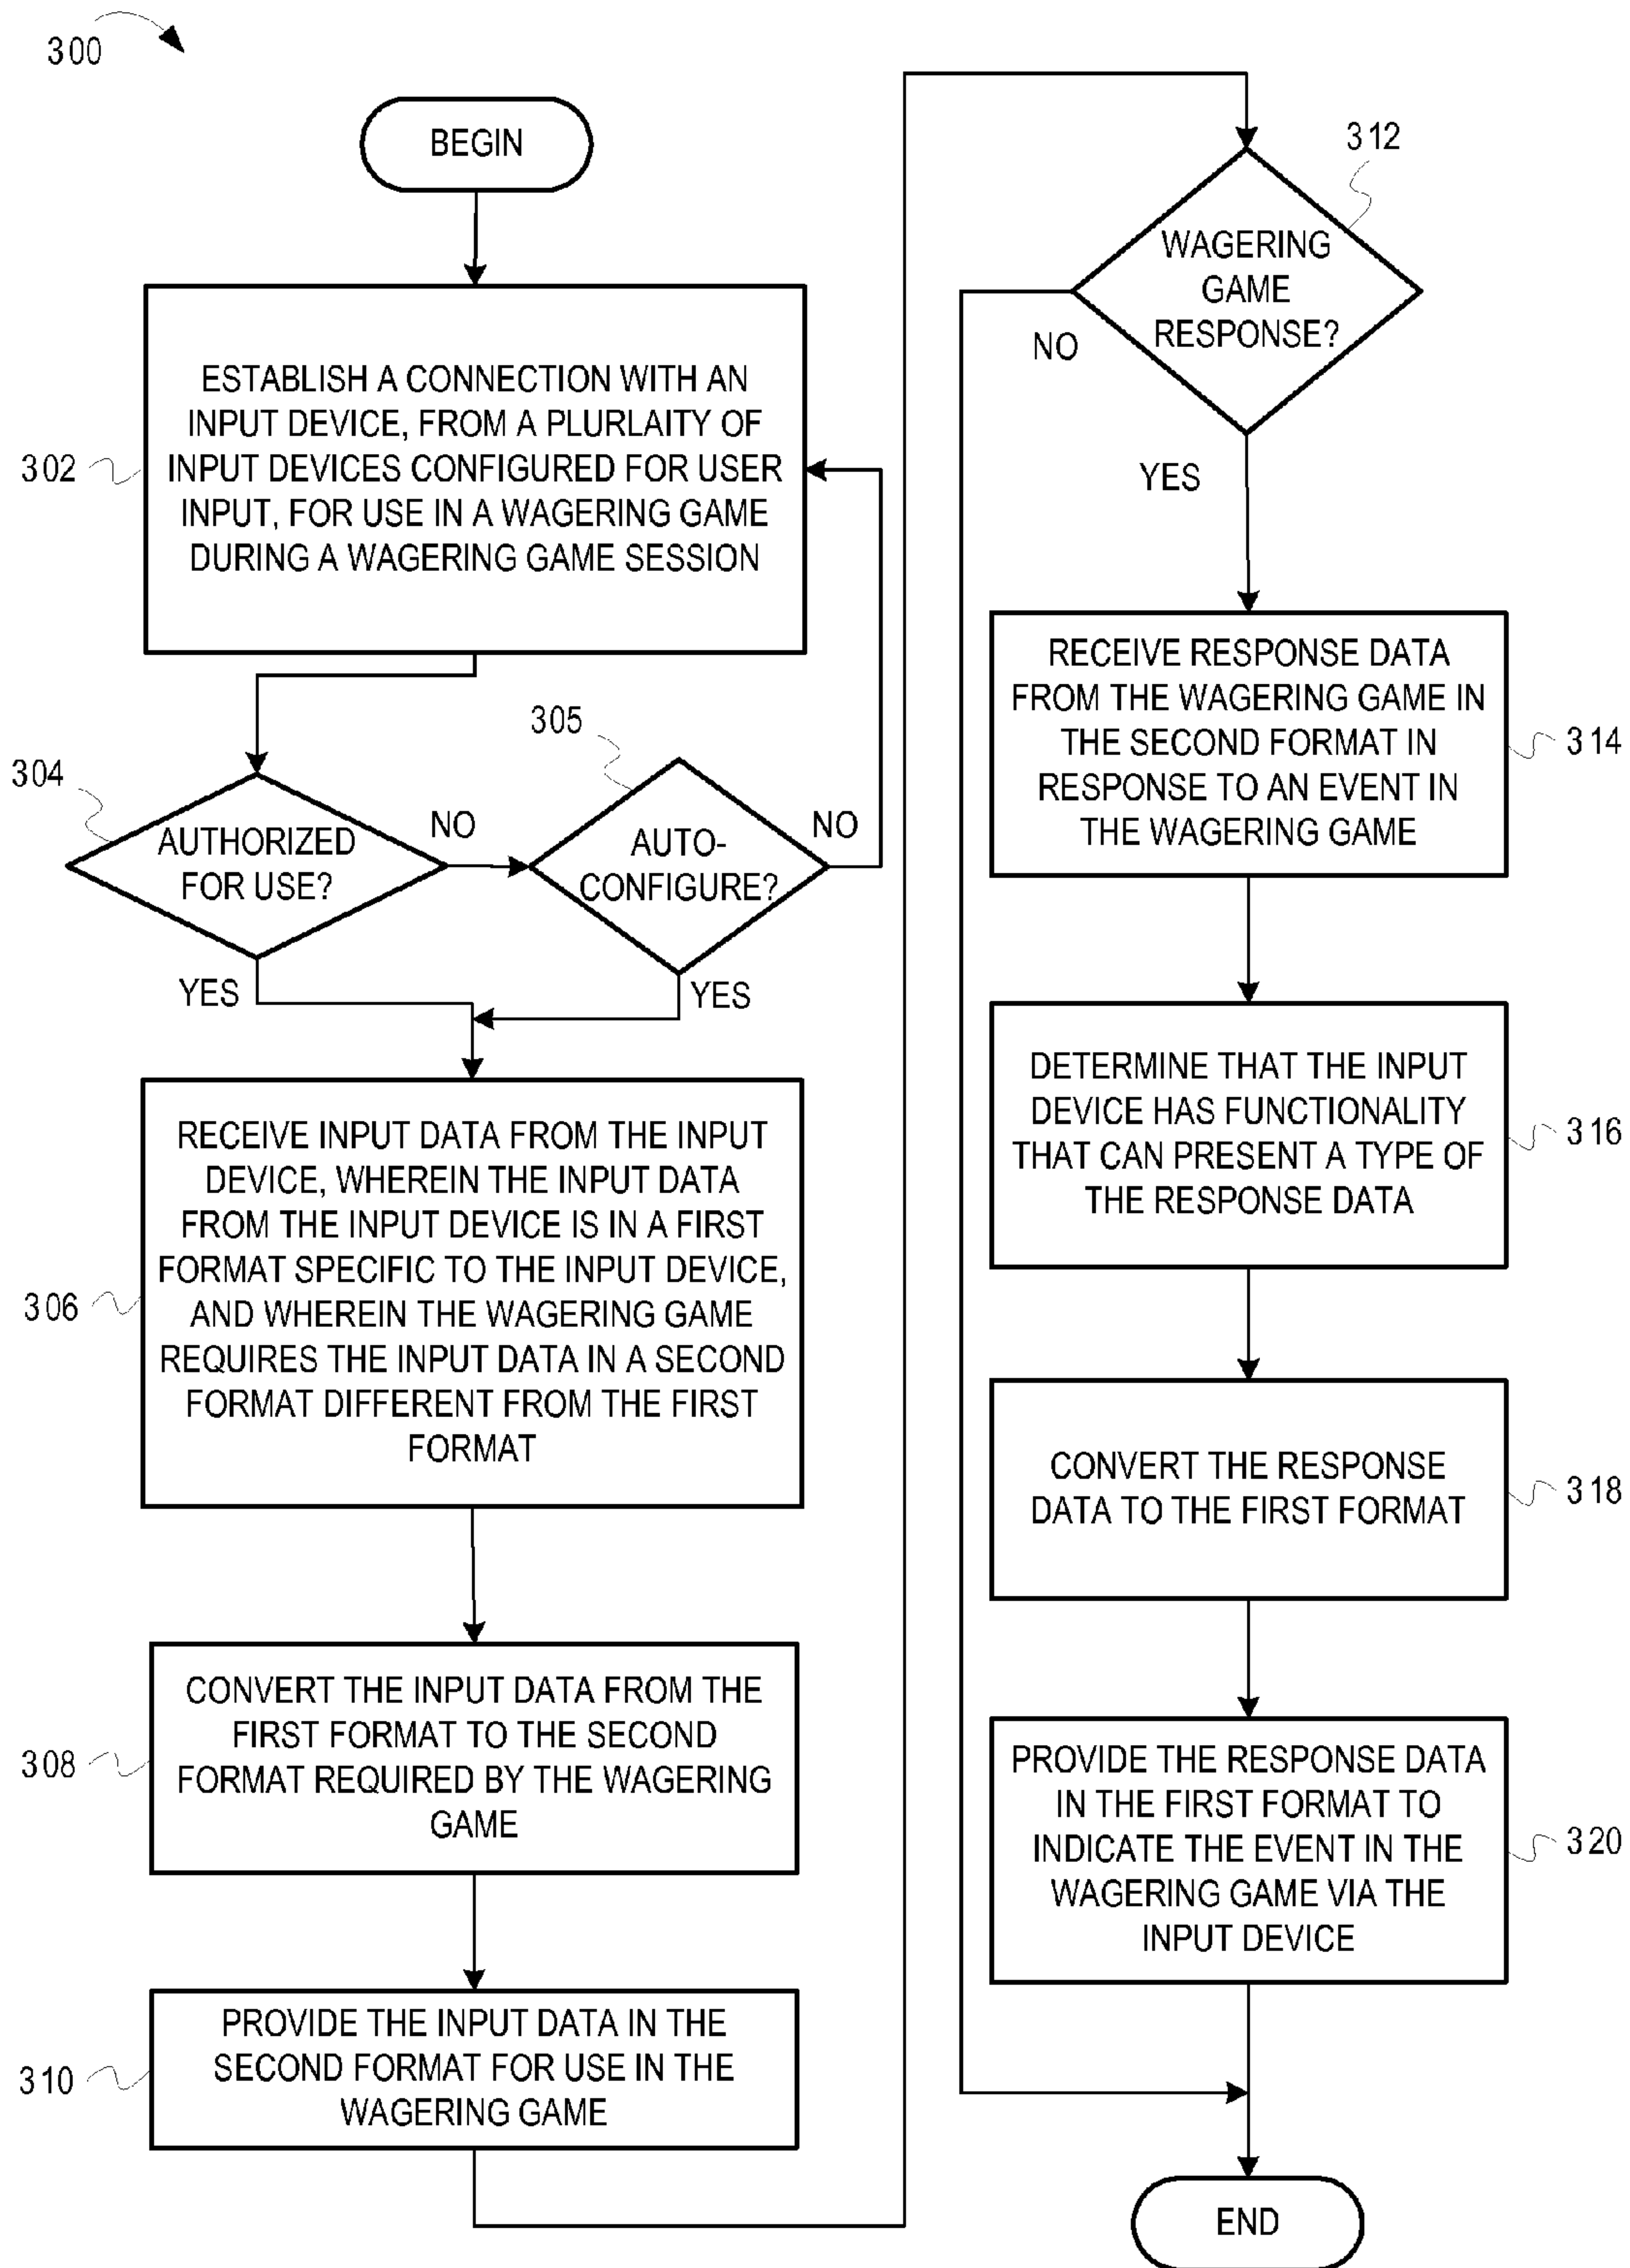 300
BEGIN
302
ESTABLISH A CONNECTION WITH AN
INPUT DEVICE, FROM A PLURLAITY OF
INPUT DEVICES CONFIGURED FOR USER
INPUT, FOR USE IN A WAGERING GAME
DURING A WAGERING GAME SESSION
304
AUTHORIZED
FOR USE?
NO
YES
305
AUTO-
CONFIGURE?
NO
YES
306
RECEIVE INPUT DATA FROM THE INPUT
DEVICE, WHEREIN THE INPUT DATA
FROM THE INPUT DEVICE IS IN A FIRST
FORMAT SPECIFIC TO THE INPUT DEVICE,
AND WHEREIN THE WAGERING GAME
REQUIRES THE INPUT DATA IN A SECOND
FORMAT DIFFERENT FROM THE FIRST
FORMAT
308
CONVERT THE INPUT DATA FROM THE
FIRST FORMAT TO THE SECOND
FORMAT REQUIRED BY THE WAGERING
GAME
310
PROVIDE THE INPUT DATA IN THE
SECOND FORMAT FOR USE IN THE
WAGERING GAME
312
WAGERING
GAME
RESPONSE?
NO
YES
RECEIVE RESPONSE DATA
FROM THE WAGERING GAME IN
THE SECOND FORMAT IN
RESPONSE TO AN EVENT IN
THE WAGERING GAME
314
DETERMINE THAT THE INPUT
DEVICE HAS FUNCTIONALITY
THAT CAN PRESENT A TYPE OF
THE RESPONSE DATA
316
CONVERT THE RESPONSE
DATA TO THE FIRST FORMAT
318
PROVIDE THE RESPONSE DATA
IN THE FIRST FORMAT TO
INDICATE THE EVENT IN THE
WAGERING GAME VIA THE
INPUT DEVICE
320
END